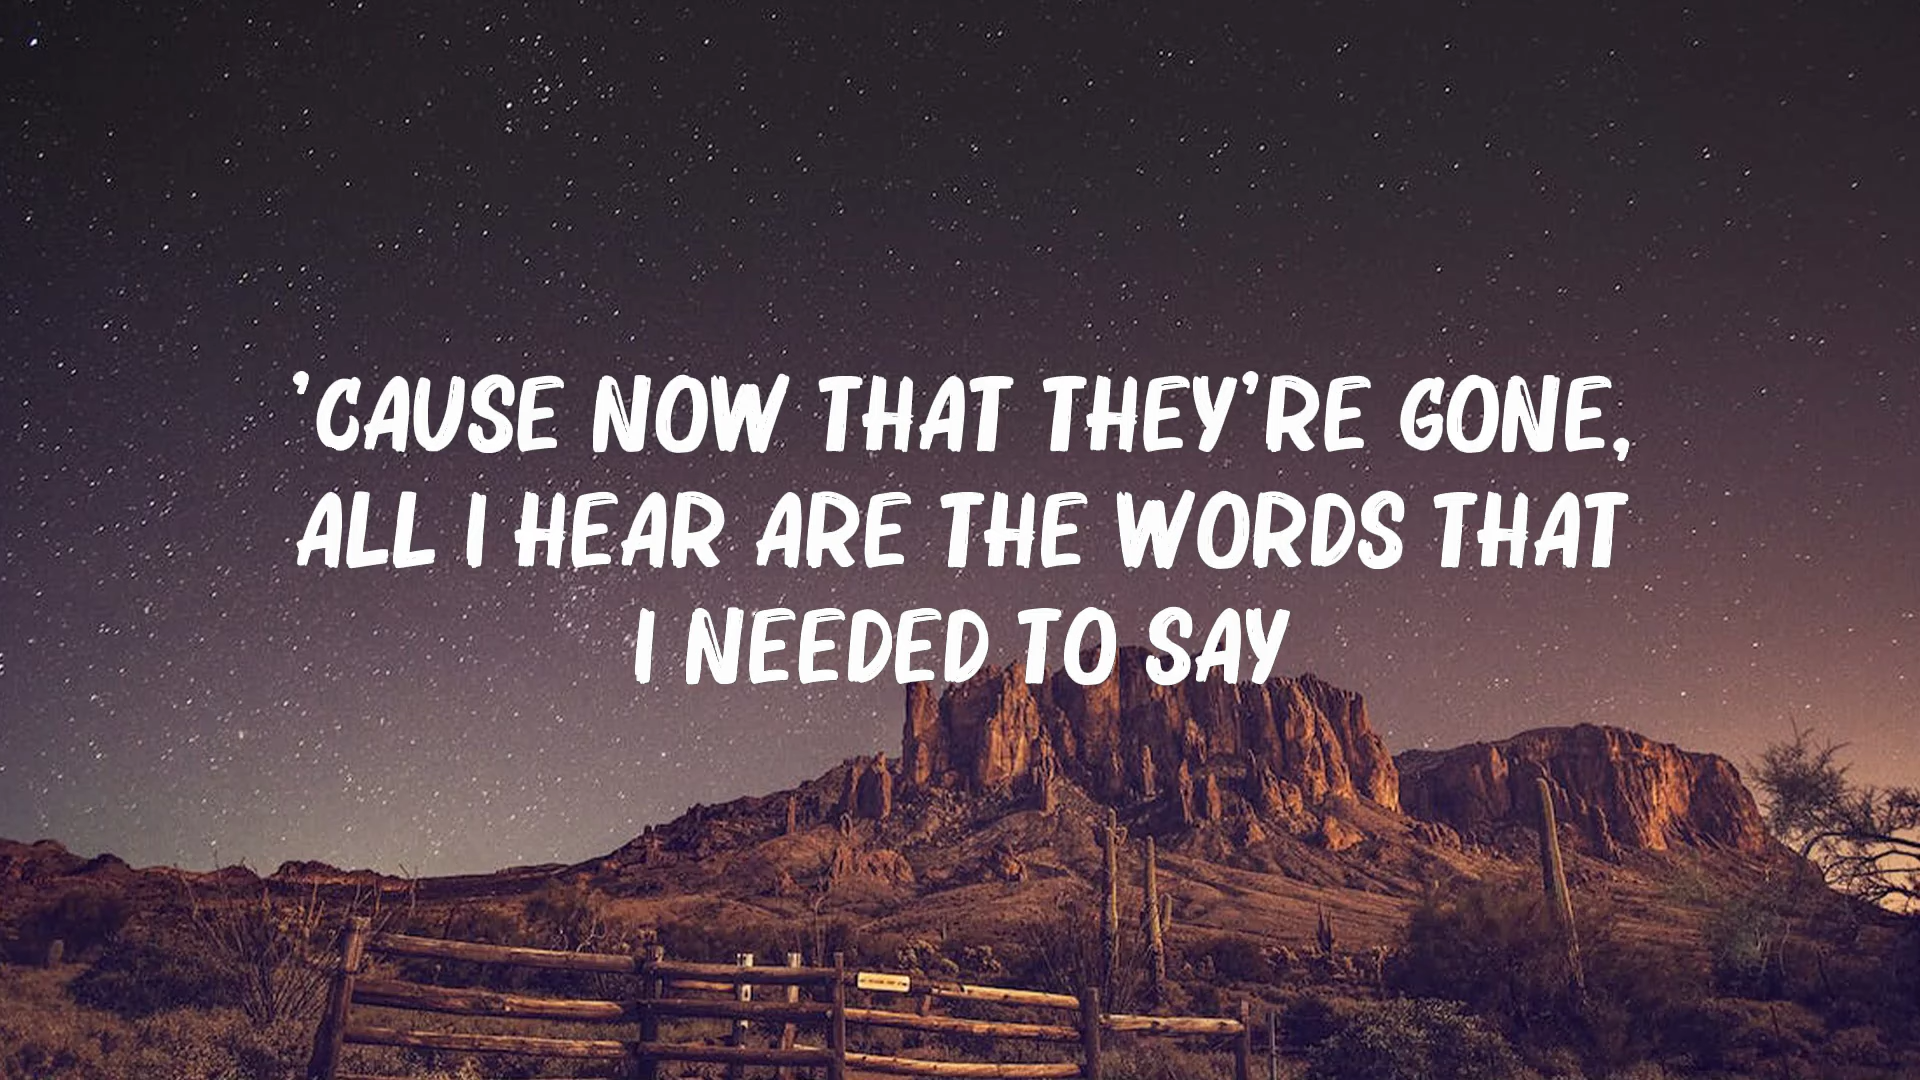 'CAUSE NOW THAT THEY'RE GONE,
ALL I HEAR ARE THE WORDS THAT
I NEEDED TO SAY